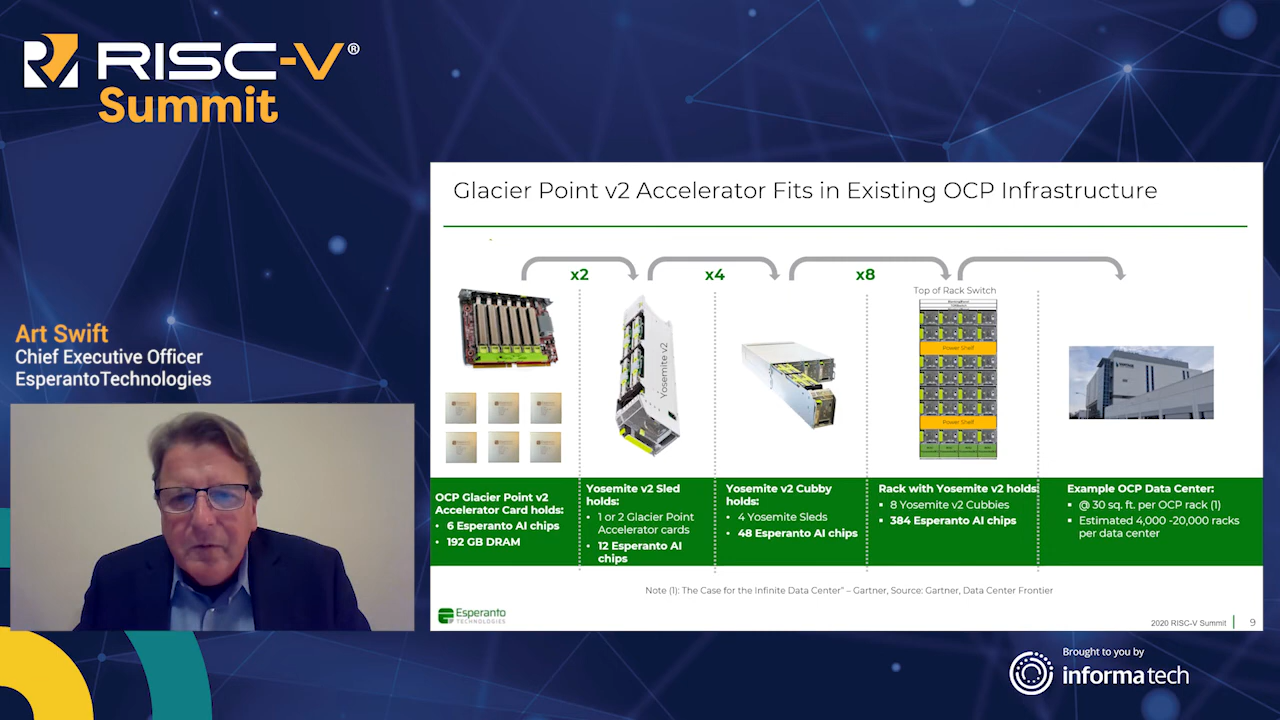 RISC-V®
Summit
Art Swift
Chief Executive Officer
EsperantoTechnologies
Glacier Point v2 Accelerator Fits in Existing OCP Infrastructure
x2
x4
x8
Top of Rack Switch
Yosemite v2
Power Shelf
Power Shelf
OCP Glacier Point v2
Accelerator Card holds:
• 6 Esperanto AI chips
• 192 GB DRAM
Yosemite v2 Sled
holds:
• 1 or 2 Glacier Point
Accelerator cards
• 12 Esperanto AI
chips
Yosemite v2 Cubby
holds:
• 4 Yosemite Sleds
• 48 Esperanto AI chips
Rack with Yosemite v2 holds:
▪ 8 Yosemite v2 Cubbies
▪ 384 Esperanto AI chips
Example OCP Data Center:
▪ @ 30 sq. ft. per OCP rack (1)
▪ Estimated 4,000 -20,000 racks
per data center
Note (1): The Case for the Infinite Data Center" – Gartner, Source: Gartner, Data Center Frontier
Esperanto
TECHNOLOGIES
2020 RISC-V Summit
9
Brought to you by
informa tech